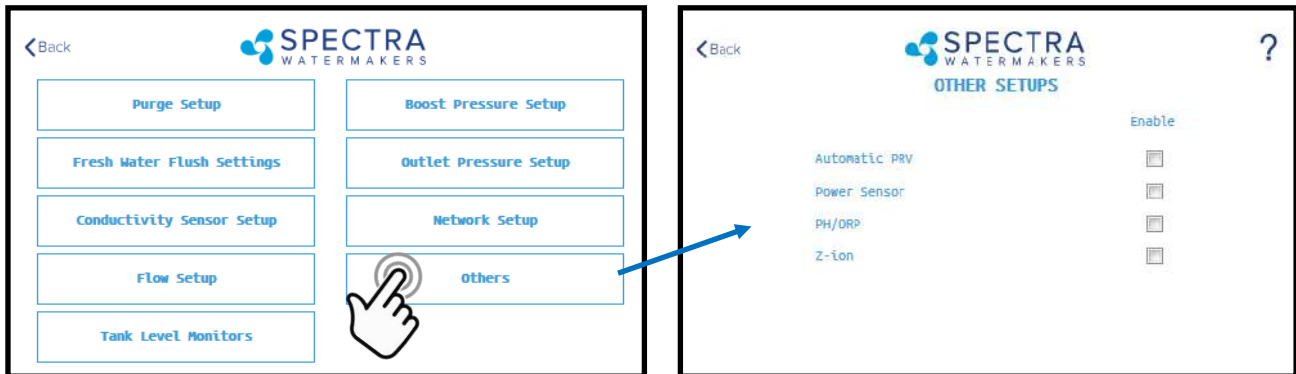 Back
SPECTRA
WATERMAKERS
Purge Setup
Boost Pressure Setup
Fresh Water Flush Settings
Outlet Pressure Setup
Conductivity Sensor Setup
Network Setup
Flow Setup
Others
Tank Level Monitors
Back
SPECTRA
WATERMAKERS
?
OTHER SETUPS
Enable
Automatic PRV
Power Sensor
PH/ORP
Z-ion